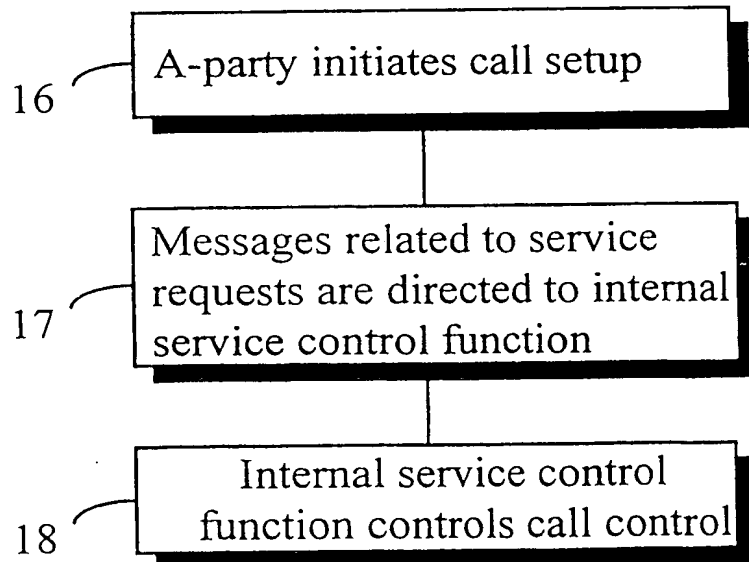 A-party initiates call setup
16
Messages related to service
requests are directed to internal
service control function
17
Internal service control
function controls call control
18